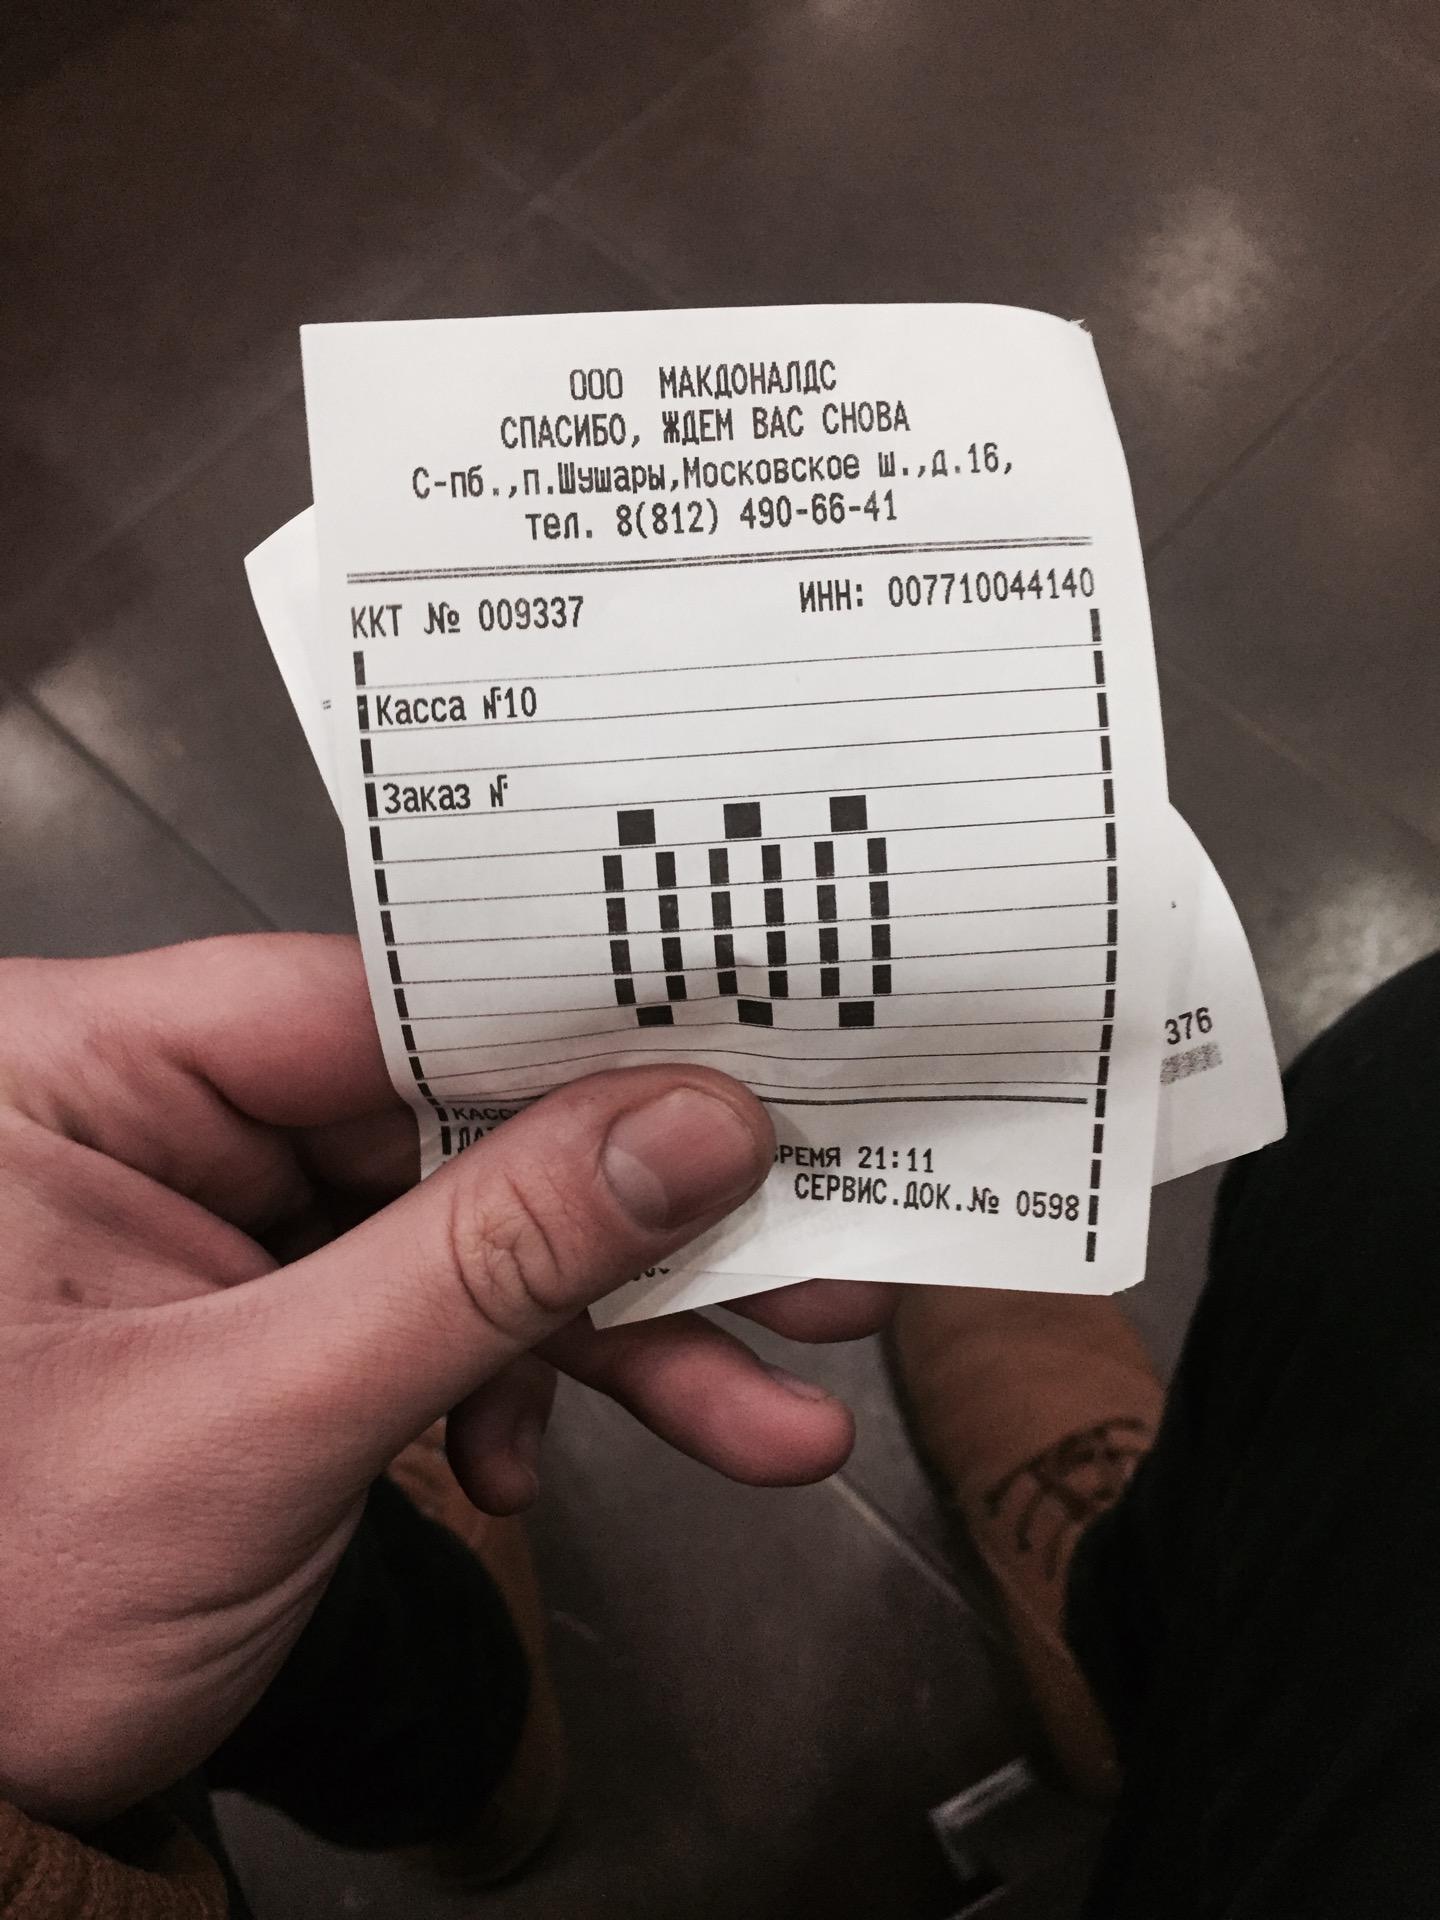 ООО МАКДОНАЛДС
СПАСИБО, ЖДЕМ ВАС СНОВА
С-пб.,п.Шушары,Московское ш.,д.16,
тел. 8(812) 490-66-41
ККТ № 009337 ИНН: 007710044140
Касса №10
Заказ №
000
376
21:11
СЕРВИС.ДОК.№ 0598